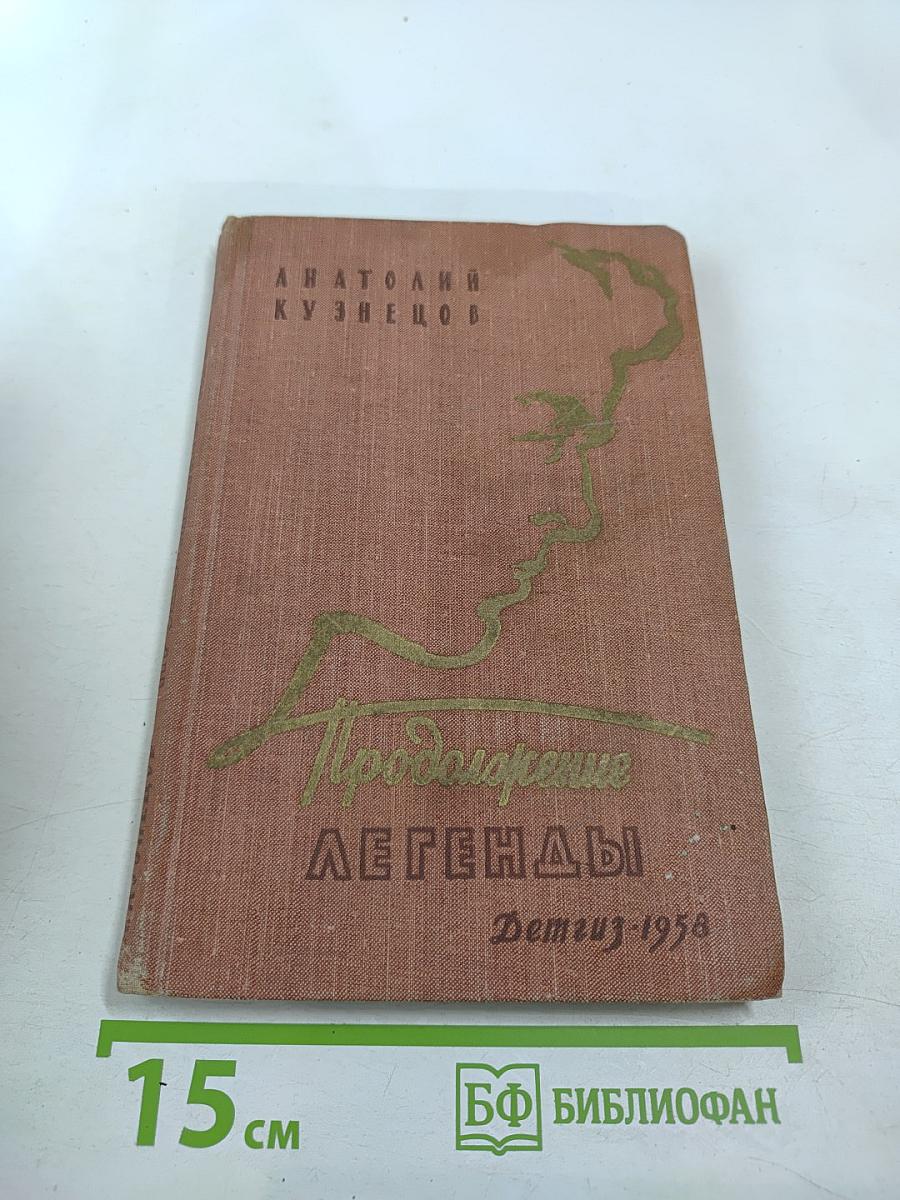 АНАТОЛИЙ
КУЗНЕЦОВ
Продолжение
ЛЕГЕНДЫ
Детгиз-1958
15 см
БФ БИБЛИОФАН